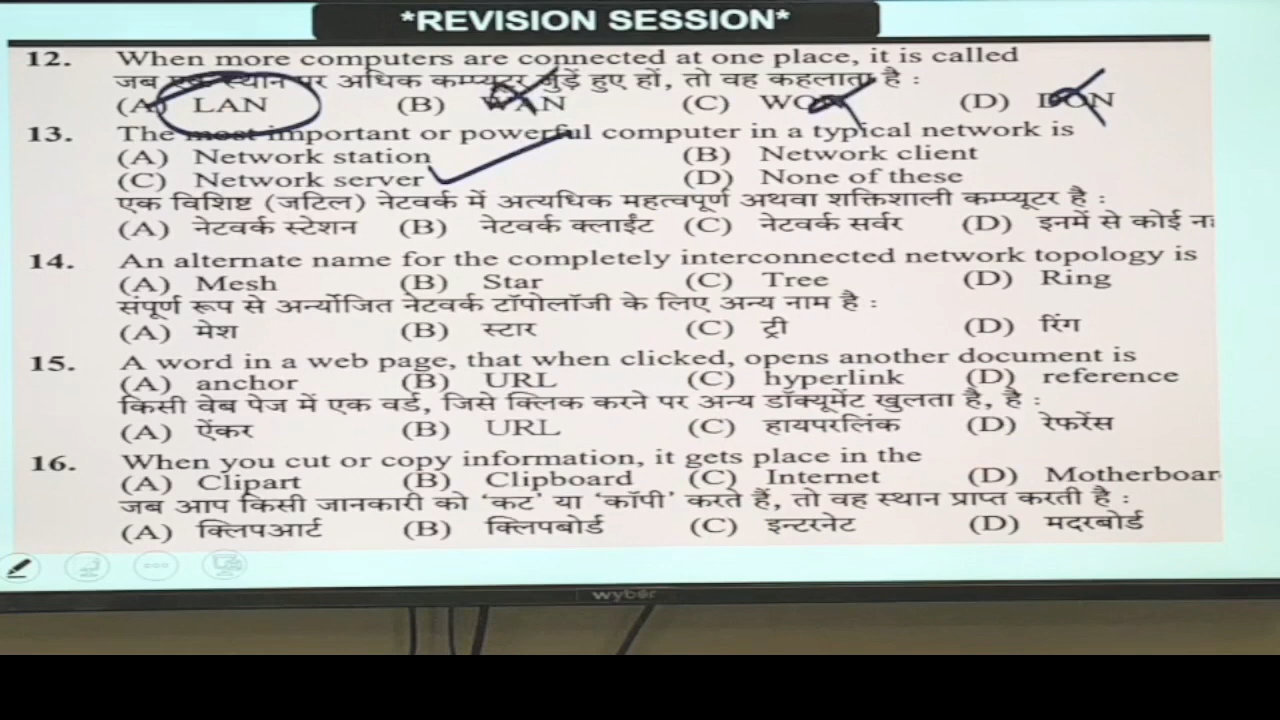 *REVISION SESSION*
12. When more computers are connected at one place, it is called
जब एक स्थान पर अधिक कम्प्यूटर जुड़ें हुए हों, तो वह कहलाता है :
(A) LAN (B) WAN (C) WON (D) DON
13. The most important or powerful computer in a typical network is
(A) Network station (B) Network client
(C) Network server (D) None of these
एक विशिष्ट (जटिल) नेटवर्क में अत्यधिक महत्वपूर्ण अथवा शक्तिशाली कम्प्यूटर है :
(A) नेटवर्क स्टेशन (B) नेटवर्क क्लाईंट (C) नेटवर्क सर्वर (D) इनमें से कोई
14. An alternate name for the completely interconnected network topology is
(A) Mesh (B) Star (C) Tree (D) Ring
संपूर्ण रूप से अन्र्योजित नेटवर्क टॉपोलॉजी के लिए अन्य नाम है :
(A) मेश (B) स्टार (C) ट्री (D) रिंग
15. A word in a web page, that when clicked, opens another document is
(A) anchor (B) URL (C) hyperlink (D) reference
किसी वेब पेज में एक वर्ड, जिसे क्लिक करने पर अन्य डॉक्यूमेंट खुलता है, है :
(A) ऐंकर (B) URL (C) हायपरलिंक (D) रेफरेंस
16. When you cut or copy information, it gets place in the
(A) Clipart (B) Clipboard (C) Internet (D) Motherboar
जब आप किसी जानकारी को ‘कट’ या ‘कॉपी’ करते हैं, तो वह स्थान प्राप्त करती है :
(A) क्लिपआर्ट (B) क्लिपबोर्ड (C) इन्टरनेट (D) मदरबोर्ड
wyber